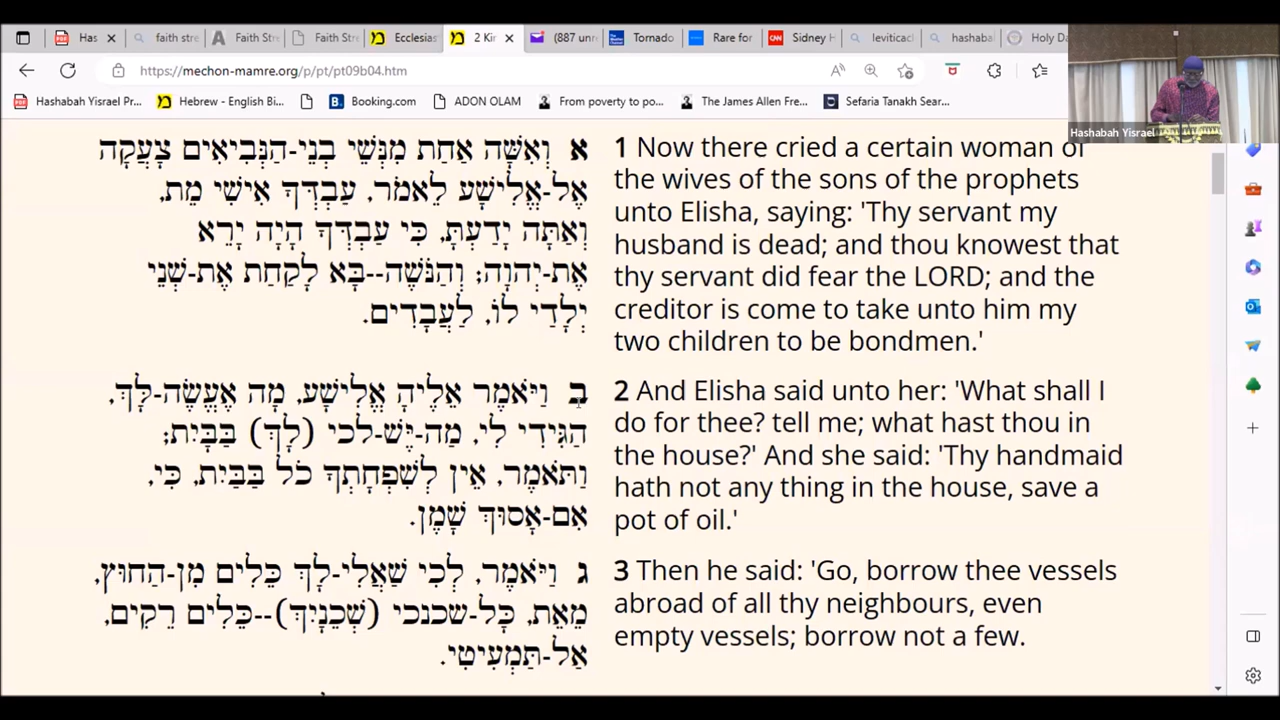 Has
faith stre
Faith Stre
Faith Stre
Ecclesias
2 Kin
(887 unre
Tornado
Rare for
Sidney H
leviticacl
hashabal
Holy Da
https://mechon-mamre.org/p/pt/pt09b04.htm
Hashabah Yisrael Pr...
Hebrew - English Bi...
Booking.com
ADON OLAM
From poverty to po...
The James Allen Fre...
Sefaria Tanakh Sear...
Hashabah Yisrael
א וְאִשָּׁה אַחַת מִנְּשֵׁי בְנֵי-הַנְּבִיאִים צָעֲקָה
אֶל-אֱלִישָׁע לֵאמֹר, עַבְדְּךָ אִישִׁי מֵת,
וְאַתָּה יָדַעְתָּ, כִּי עַבְדְּךָ הָיָה יָרֵא
אֶת-יְהוָה; וְהַנֹּשֶׁה--בָּא לָקַחַת אֶת-שְׁנֵי
יְלָדַי לוֹ, לַעֲבָדִים.
1 Now there cried a certain woman of
the wives of the sons of the prophets
unto Elisha, saying: 'Thy servant my
husband is dead; and thou knowest that
thy servant did fear the LORD; and the
creditor is come to take unto him my
two children to be bondmen.'
ב וַיֹּאמֶר אֵלֶיהָ אֱלִישָׁע, מָה אֶעֱשֶׂה-לָּךְ,
הַגִּידִי לִי, מַה-יֶּשׁ-לכי (לָךְ) בַּבָּיִת;
וַתֹּאמֶר, אֵין לְשִׁפְחָתְךָ כֹל בַּבַּיִת, כִּי,
אִם-אָסוּךְ שָׁמֶן.
2 And Elisha said unto her: 'What shall I
do for thee? tell me; what hast thou in
the house?' And she said: 'Thy handmaid
hath not any thing in the house, save a
pot of oil.'
ג וַיֹּאמֶר, לְכִי שַׁאֲלִי-לָךְ כֵּלִים מִן-הַחוּץ,
מֵאֵת, כָּל-שכנכי (שְׁכֵנָיִךְ)--כֵּלִים רֵקִים,
אַל-תַּמְעִיטִי.
3 Then he said: 'Go, borrow thee vessels
abroad of all thy neighbours, even
empty vessels; borrow not a few.